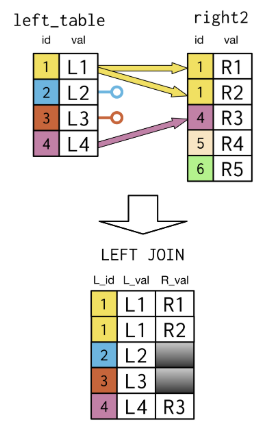 left_table right2
id val id val
1 L1 1 R1
2 L2 1 R2
3 L3 4 R3
4 L4 5 R4
6 R5
LEFT JOIN
L_id L_val R_val
1 L1 R1
1 L1 R2
2 L2
3 L3
4 L4 R3